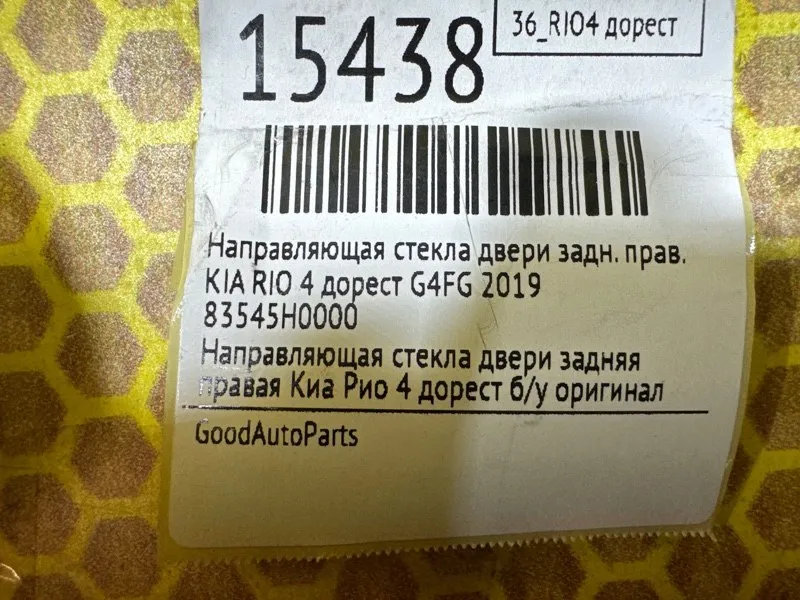 15438
36_RIO4 дорест
Направляющая стекла двери задн. прав.
KIA RIO 4 дорест G4FG 2019
83545H0000
Направляющая стекла двери задняя
правая Киа Рио 4 дорест б/у оригинал
GoodAutoParts